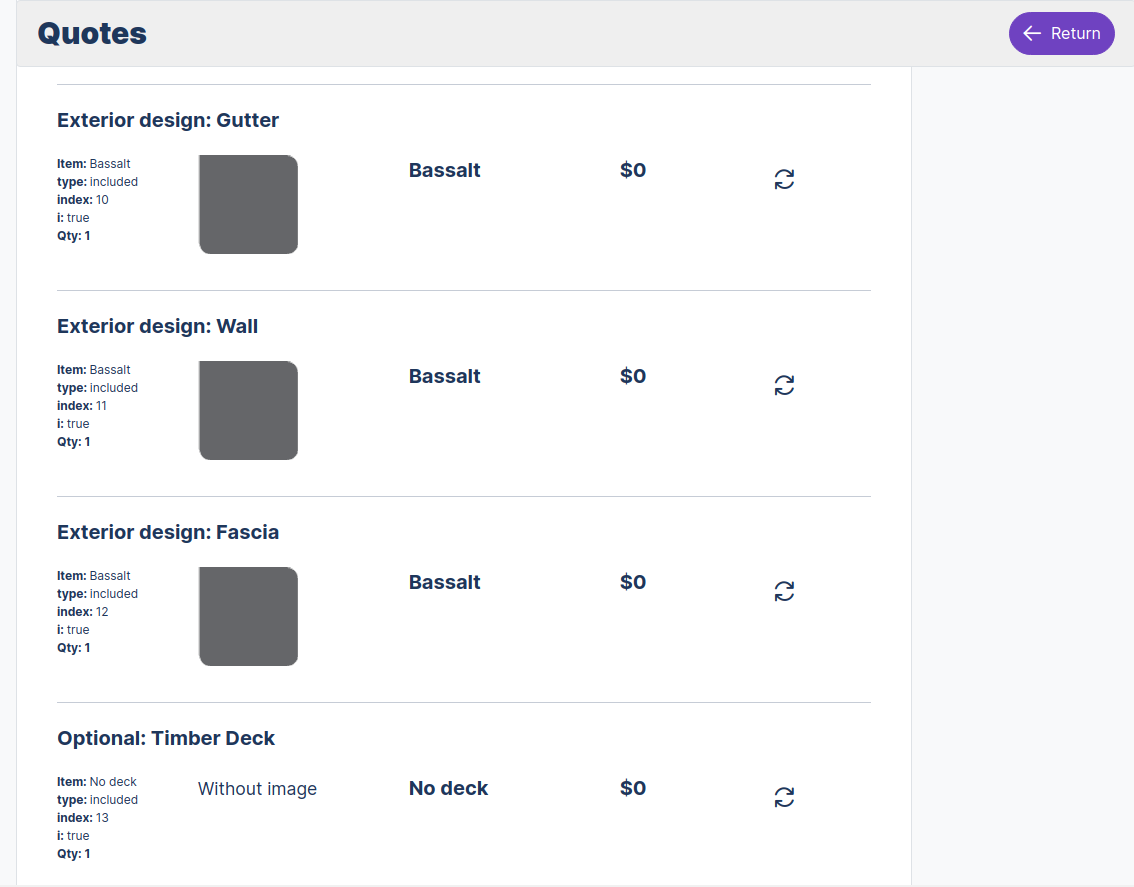 Quotes
Return
Exterior design: Gutter
Item: Bassalt
type: included
index: 10
i: true
Qty: 1
Bassalt
$0
Exterior design: Wall
Item: Bassalt
type: included
index: 11
i: true
Qty: 1
Bassalt
$0
Exterior design: Fascia
Item: Bassalt
type: included
index: 12
i: true
Qty: 1
Bassalt
$0
Optional: Timber Deck
Item: No deck
type: included
index: 13
i: true
Qty: 1
Without image
No deck
$0